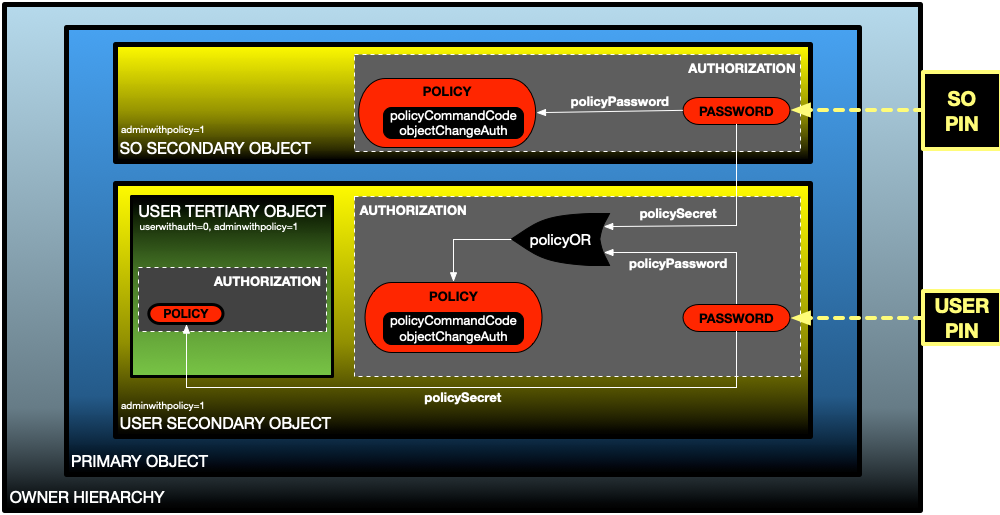 AUTHORIZATION
POLICY
policyCommandCode
objectChangeAuth
policyPassword
PASSWORD
SO
PIN
adminwithpolicy=1
SO SECONDARY OBJECT
USER TERTIARY OBJECT
userwithauth=0, adminwithpolicy=1
AUTHORIZATION
POLICY
AUTHORIZATION
policySecret
policyOR
policyPassword
POLICY
policyCommandCode
objectChangeAuth
PASSWORD
USER
PIN
policySecret
adminwithpolicy=1
USER SECONDARY OBJECT
PRIMARY OBJECT
OWNER HIERARCHY